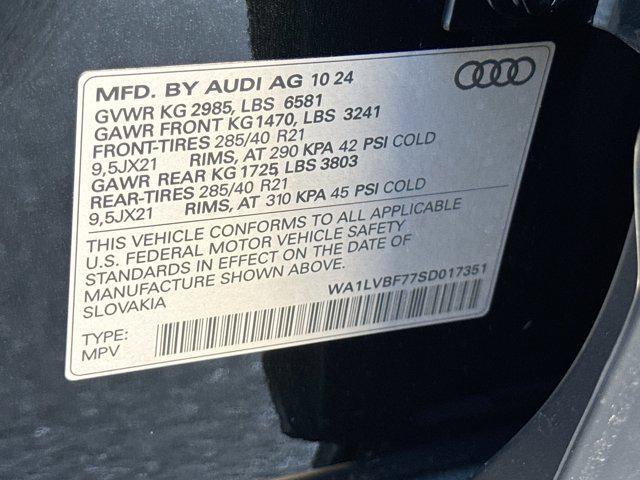 MFD. BY AUDI AG 10 24
GVWR KG 2985, LBS 6581
GAWR FRONT KG 1470, LBS 3241
FRONT-TIRES 285/40 R21
9,5JX21 RIMS, AT 290 KPA 42 PSI COLD
GAWR REAR KG 1725, LBS 3803
REAR-TIRES 285/40 R21
9,5JX21 RIMS, AT 310 KPA 45 PSI COLD
THIS VEHICLE CONFORMS TO ALL APPLICABLE
U.S. FEDERAL MOTOR VEHICLE SAFETY
STANDARDS IN EFFECT ON THE DATE OF
MANUFACTURE SHOWN ABOVE.
SLOVAKIA WA1LVBF77SD017351
TYPE:
MPV